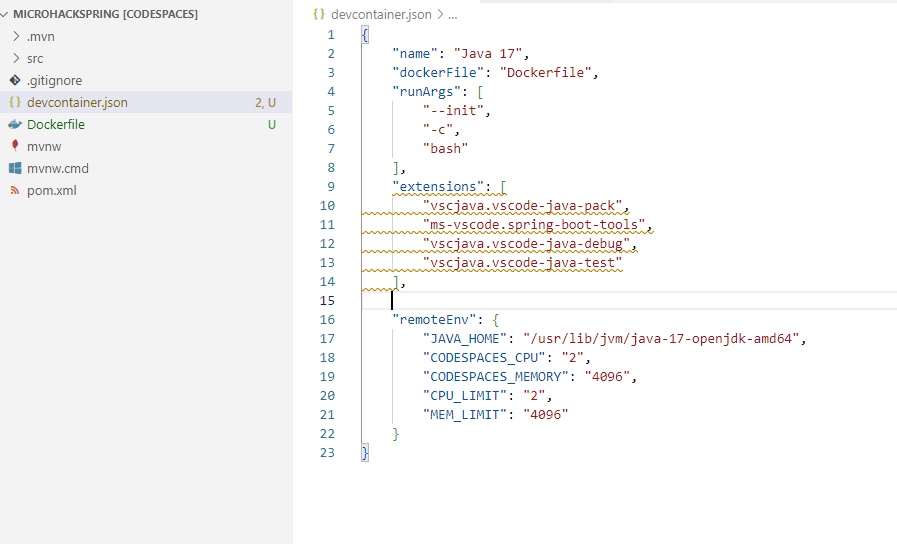 MICROHACKSPRING [CODESPACES]
.mvn
src
.gitignore
devcontainer.json 2, U
Dockerfile U
mvnw
mvnw.cmd
pom.xml
{} devcontainer.json > ...
1 {
2 "name": "Java 17",
3 "dockerFile": "Dockerfile",
4 "runArgs": [
5 "--init",
6 "-c",
7 "bash"
8 ],
9 "extensions": [
10 "vscjava.vscode-java-pack",
11 "ms-vscode.spring-boot-tools",
12 "vscjava.vscode-java-debug",
13 "vscjava.vscode-java-test"
14 ],
15
16 "remoteEnv": {
17 "JAVA_HOME": "/usr/lib/jvm/java-17-openjdk-amd64",
18 "CODESPACES_CPU": "2",
19 "CODESPACES_MEMORY": "4096",
20 "CPU_LIMIT": "2",
21 "MEM_LIMIT": "4096"
22 }
23 }